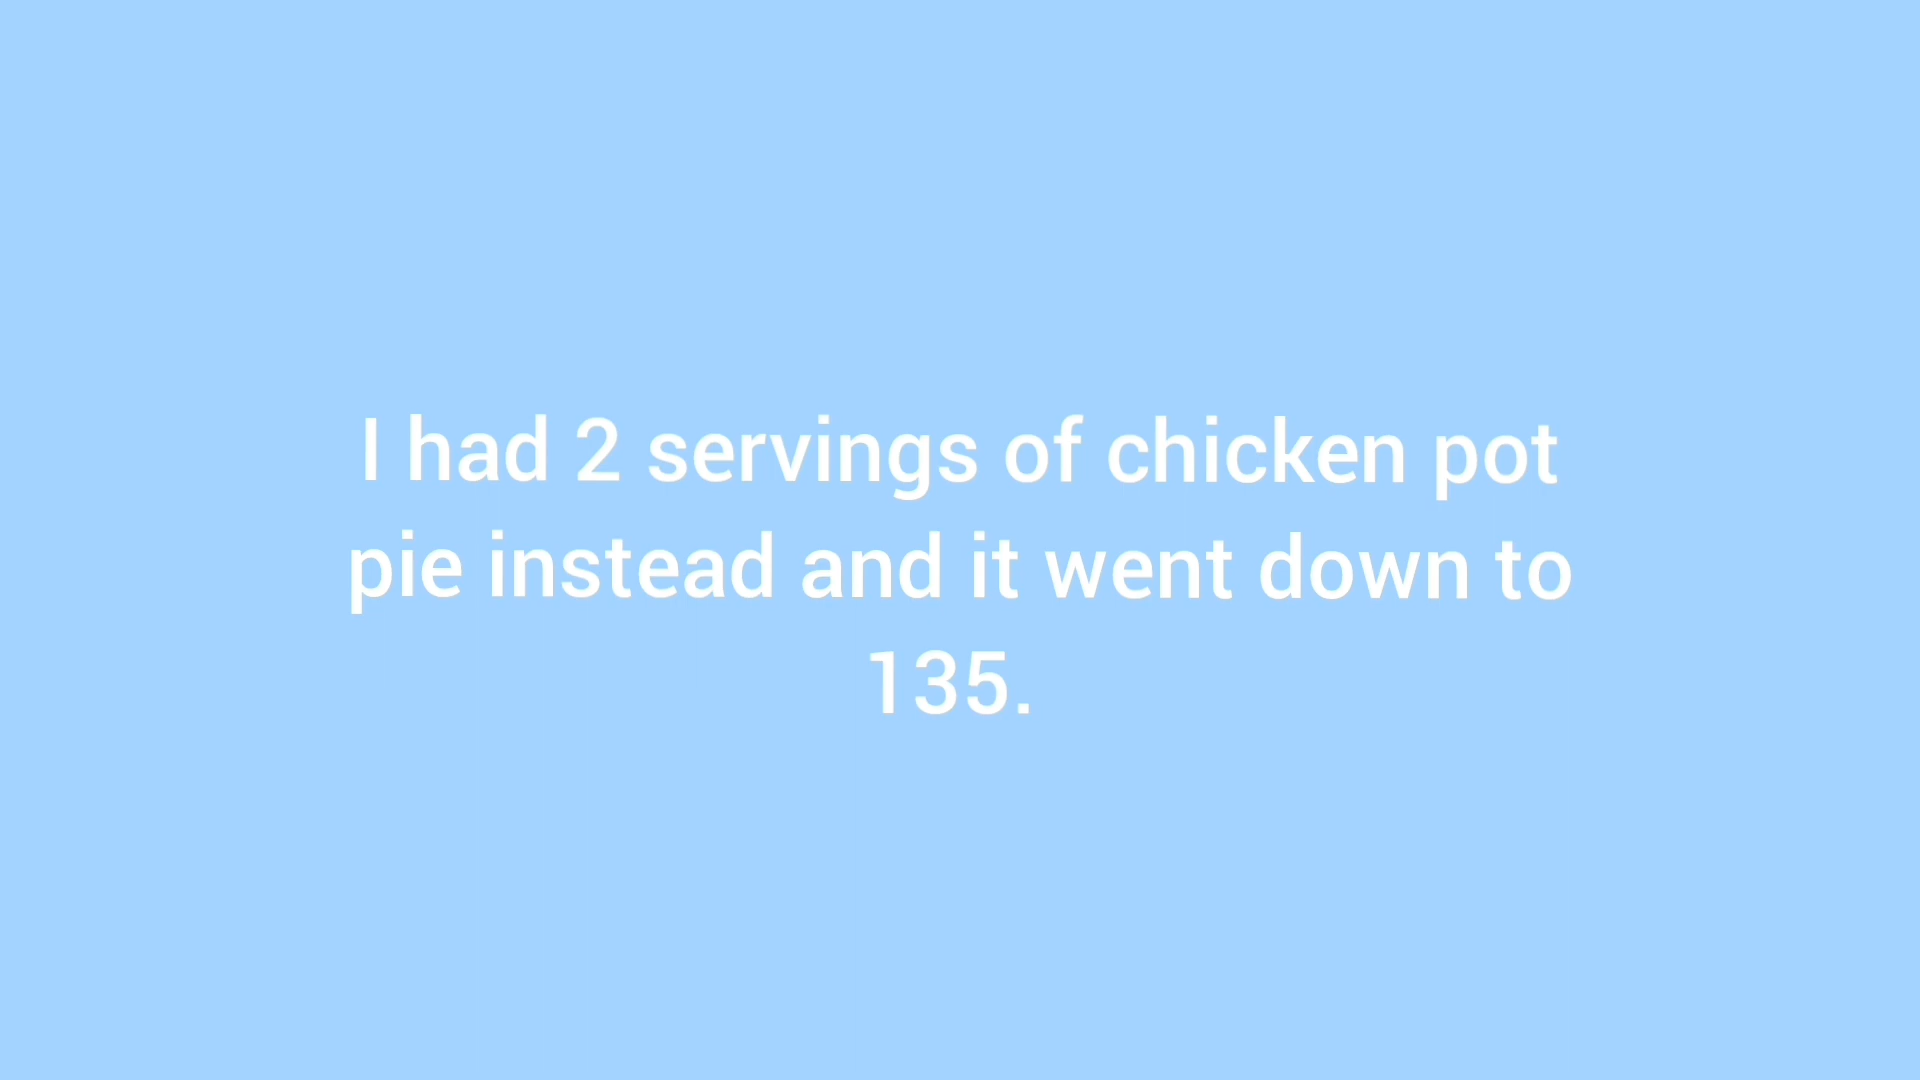 I had 2 servings of chicken pot
pie instead and it went down to
135.